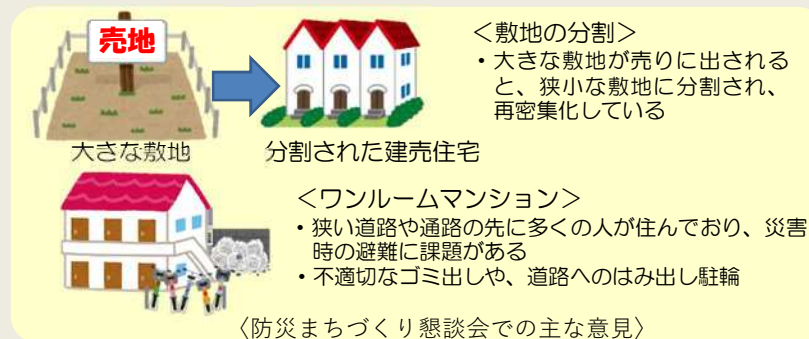 売地
<敷地の分割>
・大きな敷地が売りに出される
と、狭小な敷地に分割され、
再密集化している
大きな敷地
分割された建売住宅
<ワンルームマンション>
・狭い道路や通路の先に多くの人が住んでおり、災害
時の避難に課題がある
・不適切なゴミ出しや、道路へのはみ出し駐輪
〈防災まちづくり懇談会での主な意見〉